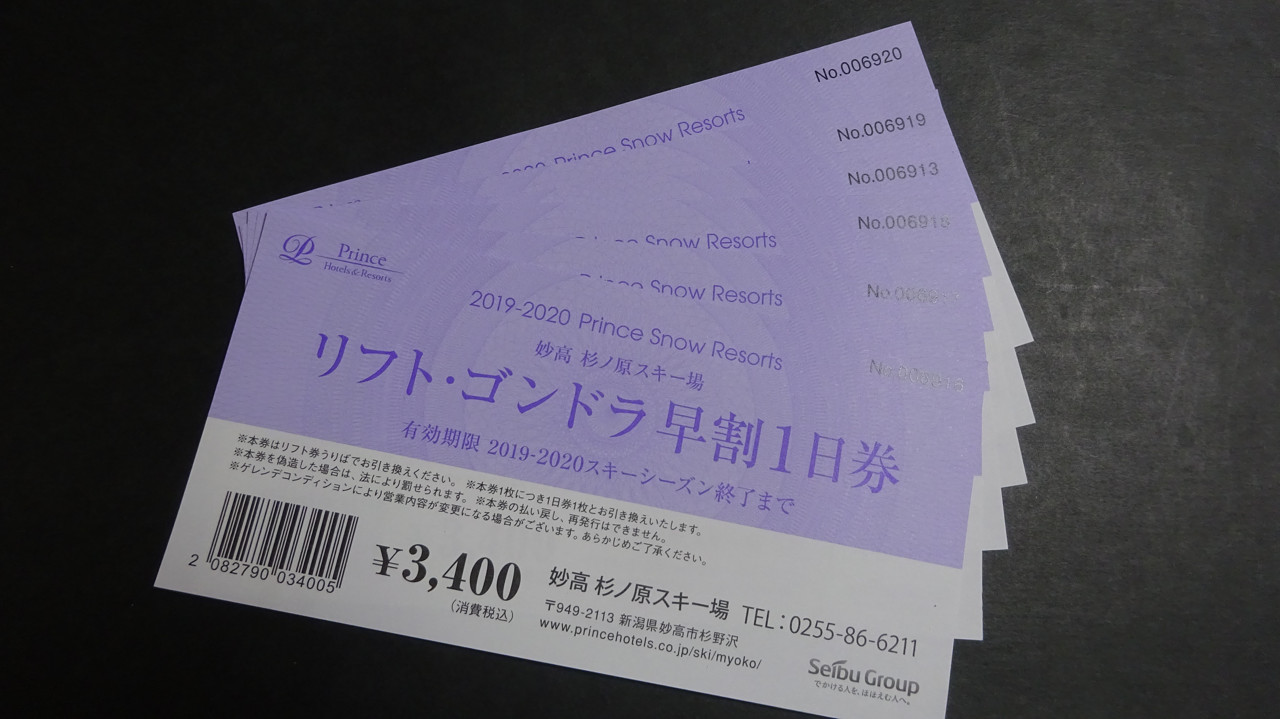 No.006920
No.006919
No.006913
No.006915
Prince Snow Resorts
Snow Resorts
Snow Resorts
Prince
Hotels & Resorts
2019-2020 Prince Snow Resorts
妙高 杉ノ原スキー場
リフト・ゴンドラ早割1日券
有効期限 2019-2020スキーシーズン終了まで
※本券はリフト券うりばでお引き換えください。 ※本券1枚につき1日券1枚とお引き換えいたします。
※本券を偽造した場合は、法により罰せられます。 ※本券の払い戻し、再発行はできません。
※ゲレンデコンディションにより営業内容が変更になる場合がございます。あらかじめご了承ください。
2 082790 034005
¥3,400
(消費税込)
妙高 杉ノ原スキー場 TEL:0255-86-6211
〒949-2113 新潟県妙高市杉野沢
www.princehotels.co.jp/ski/myoko/
Seibu Group
でかける人を、ほほえむ人へ。